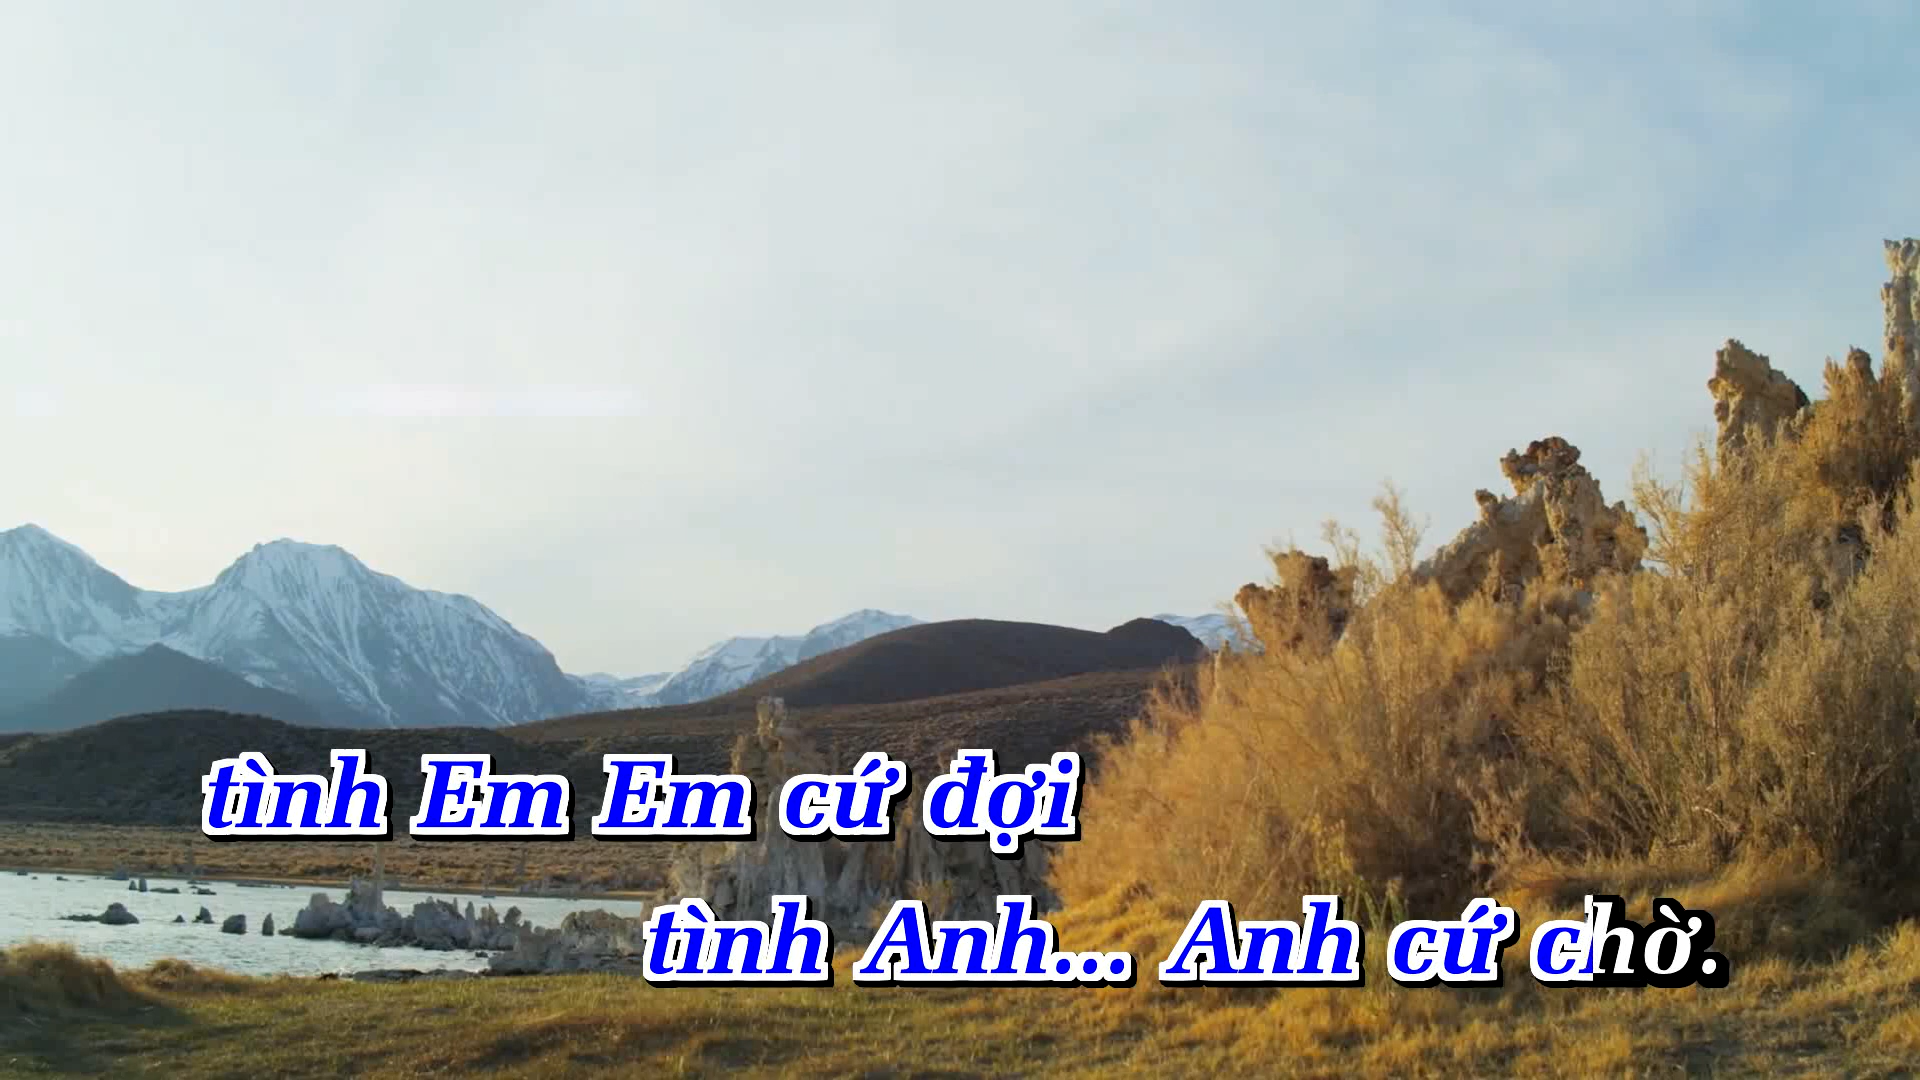 tình Em Em cứ đợi
tình Anh... Anh cứ chờ.